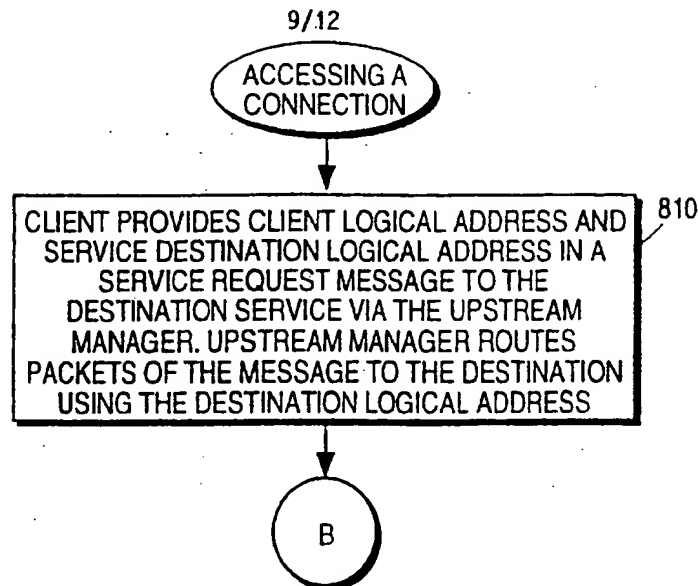 9/12
ACCESSING A
CONNECTION
CLIENT PROVIDES CLIENT LOGICAL ADDRESS AND
SERVICE DESTINATION LOGICAL ADDRESS IN A
SERVICE REQUEST MESSAGE TO THE
DESTINATION SERVICE VIA THE UPSTREAM
MANAGER. UPSTREAM MANAGER ROUTES
PACKETS OF THE MESSAGE TO THE DESTINATION
USING THE DESTINATION LOGICAL ADDRESS
810
B